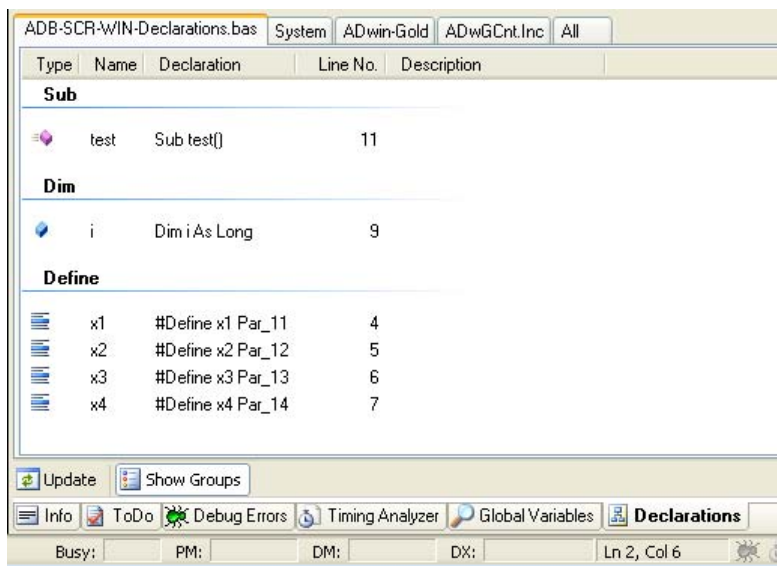 ADB-SCR-WIN-Declarations.bas System ADwin-Gold ADwGCnt.Inc All
Type Name Declaration Line No. Description
Sub
test Sub test() 11
Dim
i Dim i As Long 9
Define
x1 #Define x1 Par_11 4
x2 #Define x2 Par_12 5
x3 #Define x3 Par_13 6
x4 #Define x4 Par_14 7
Update Show Groups
Info ToDo Debug Errors Timing Analyzer Global Variables Declarations
Busy: PM: DM: DX: Ln 2, Col 6